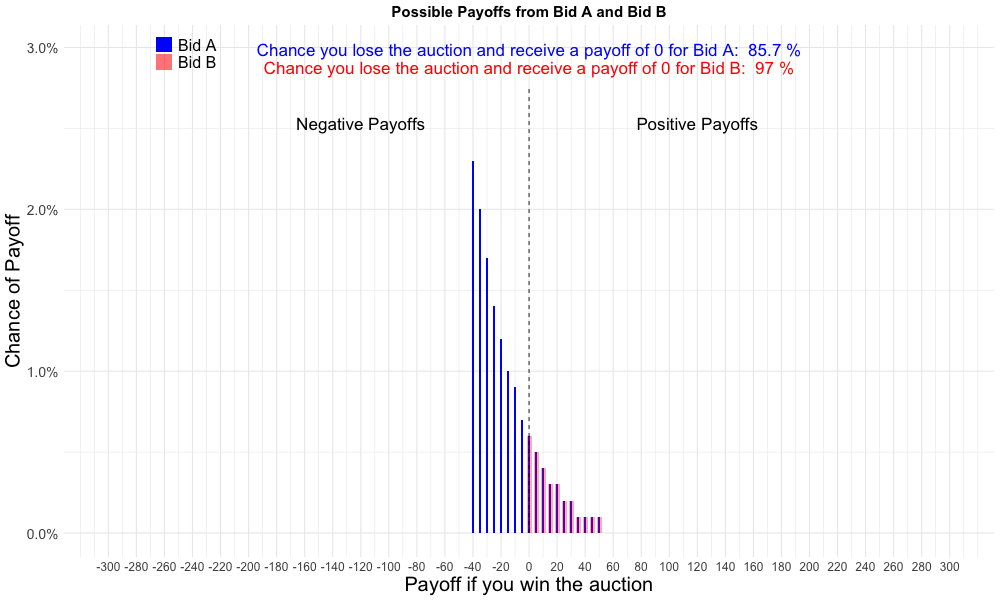 Possible Payoffs from Bid A and Bid B
3.0%
Bid A
Bid B
Chance you lose the auction and receive a payoff of 0 for Bid A:  85.7 %
Chance you lose the auction and receive a payoff of 0 for Bid B:  97 %
Negative Payoffs
Positive Payoffs
2.0%
Chance of Payoff
1.0%
0.0%
-300 -280 -260 -240 -220 -200 -180 -160 -140 -120 -100 -80 -60 -40 -20 0 20 40 60 80 100 120 140 160 180 200 220 240 260 280 300
Payoff if you win the auction